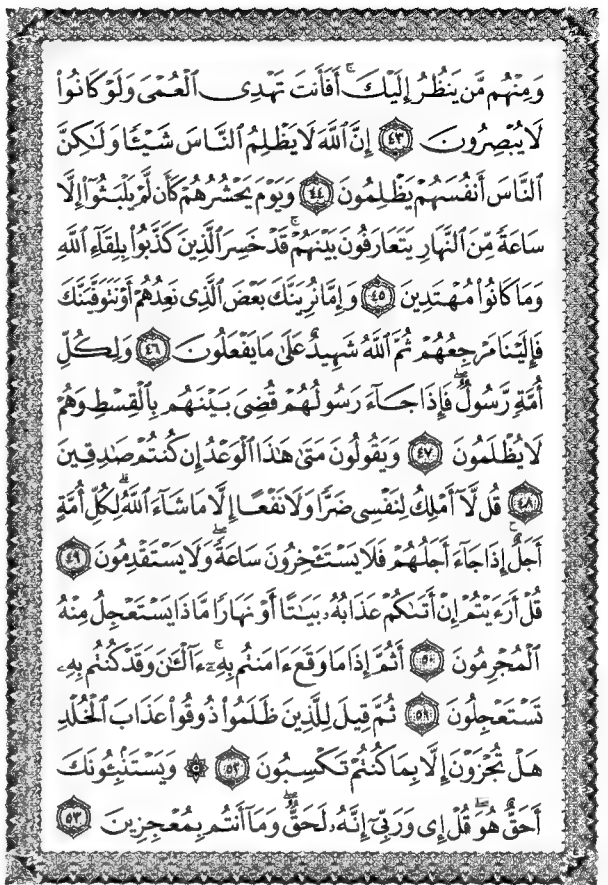 وَمِنْهُم مَّن يَنظُرُ إِلَيْكَ ۚ أَفَأَنتَ تَهْدِى ٱلْعُمْىَ وَلَوْ كَانُوا۟
لَا يُبْصِرُونَ ﴿٤٣﴾ إِنَّ ٱللَّهَ لَا يَظْلِمُ ٱلنَّاسَ شَيْـًٔا وَلَـٰكِنَّ
ٱلنَّاسَ أَنفُسَهُمْ يَظْلِمُونَ ﴿٤٤﴾ وَيَوْمَ يَحْشُرُهُمْ كَأَن لَّمْ يَلْبَثُوٓا۟ إِلَّا
سَاعَةً مِّنَ ٱلنَّهَارِ يَتَعَارَفُونَ بَيْنَهُمْ ۚ قَدْ خَسِرَ ٱلَّذِينَ كَذَّبُوا۟ بِلِقَآءِ ٱللَّهِ
وَمَا كَانُوا۟ مُهْتَدِينَ ﴿٤٥﴾ وَإِمَّا نُرِيَنَّكَ بَعْضَ ٱلَّذِى نَعِدُهُمْ أَوْ نَتَوَفَّيَنَّكَ
فَإِلَيْنَا مَرْجِعُهُمْ ثُمَّ ٱللَّهُ شَهِيدٌ عَلَىٰ مَا يَفْعَلُونَ ﴿٤٦﴾ وَلِكُلِّ
أُمَّةٍ رَّسُولٌ ۖ فَإِذَا جَآءَ رَسُولُهُمْ قُضِىَ بَيْنَهُم بِٱلْقِسْطِ وَهُمْ
لَا يُظْلَمُونَ ﴿٤٧﴾ وَيَقُولُونَ مَتَىٰ هَـٰذَا ٱلْوَعْدُ إِن كُنتُمْ صَـٰدِقِينَ
﴿٤٨﴾ قُل لَّآ أَمْلِكُ لِنَفْسِى ضَرًّا وَلَا نَفْعًا إِلَّا مَا شَآءَ ٱللَّهُ ۗ لِكُلِّ أُمَّةٍ
أَجَلٌ ۚ إِذَا جَآءَ أَجَلُهُمْ فَلَا يَسْتَـْٔخِرُونَ سَاعَةً ۖ وَلَا يَسْتَقْدِمُونَ ﴿٤٩﴾
قُلْ أَرَءَيْتُمْ إِنْ أَتَىٰكُمْ عَذَابُهُۥ بَيَـٰتًا أَوْ نَهَارًا مَّاذَا يَسْتَعْجِلُ مِنْهُ
ٱلْمُجْرِمُونَ ﴿٥٠﴾ أَثُمَّ إِذَا مَا وَقَعَ ءَامَنتُم بِهِۦٓ ۚ ءَآلْـَٔـٰنَ وَقَدْ كُنتُم بِهِۦ
تَسْتَعْجِلُونَ ﴿٥١﴾ ثُمَّ قِيلَ لِلَّذِينَ ظَلَمُوا۟ ذُوقُوا۟ عَذَابَ ٱلْخُلْدِ
هَلْ تُجْزَوْنَ إِلَّا بِمَا كُنتُمْ تَكْسِبُونَ ﴿٥٢﴾ ۞ وَيَسْتَنۢبِـُٔونَكَ
أَحَقٌّ هُوَ ۖ قُلْ إِى وَرَبِّىٓ إِنَّهُۥ لَحَقٌّ ۖ وَمَآ أَنتُم بِمُعْجِزِينَ ﴿٥٣﴾